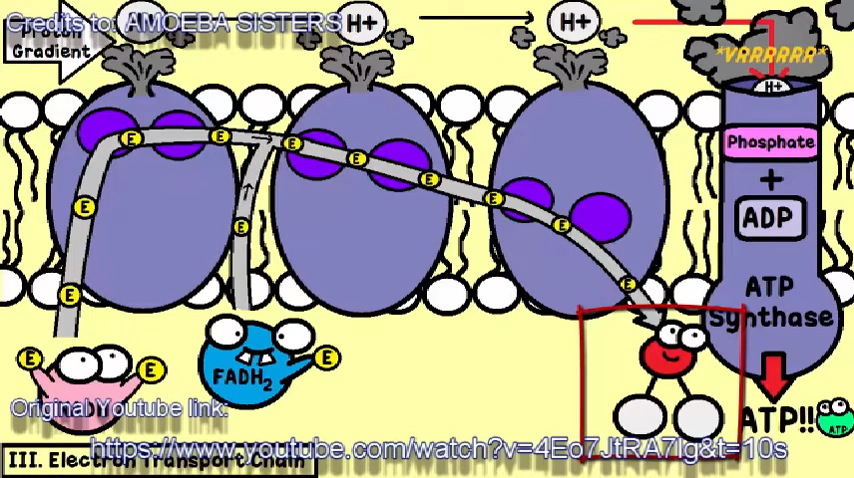 Credits to: AMOEBA SISTERS
Proton
Gradient
H+
H+
*VRRRRRR*
H+
Phosphate
+
ADP
ATP
Synthase
E
E
E
E
E
E
E
E
E
E
E
E
E
E
FADH2
Original Youtube link:
ATP!!
ATP
https://www.youtube.com/watch?v=4Eo7JtRA7lg&t=10s
III. Electron Transport Chain